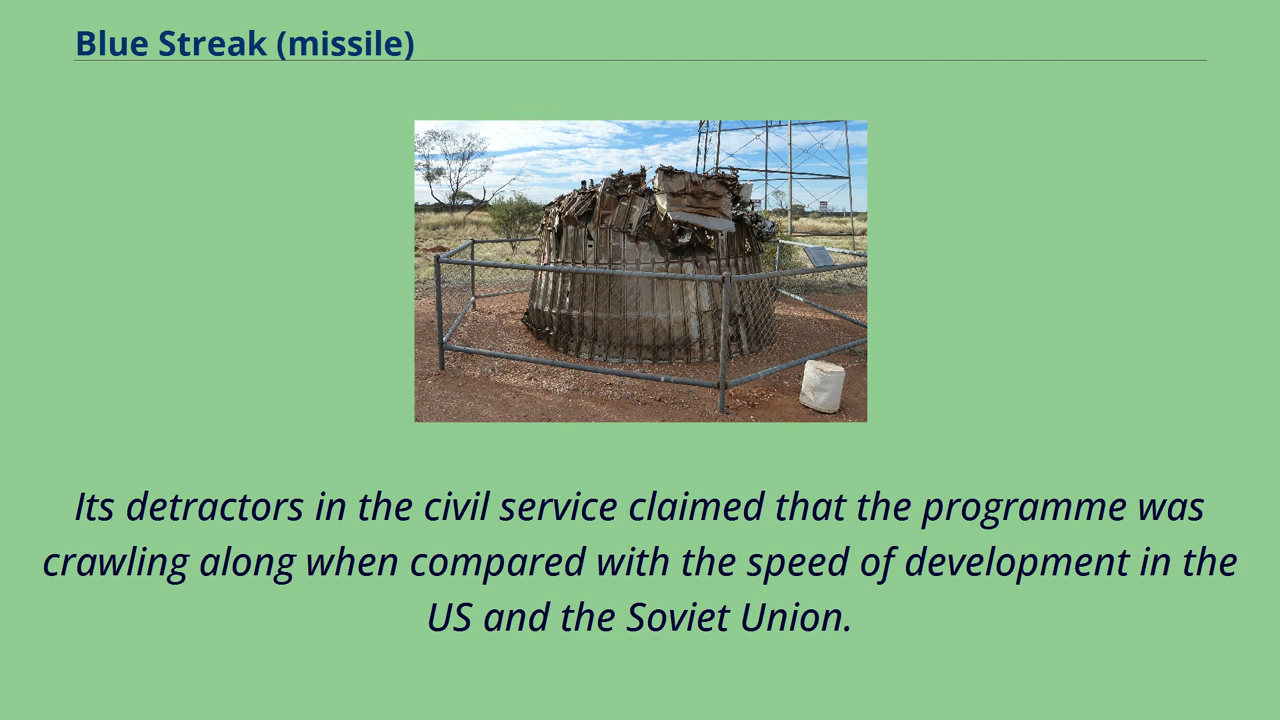 Blue Streak (missile)
Its detractors in the civil service claimed that the programme was
crawling along when compared with the speed of development in the
US and the Soviet Union.